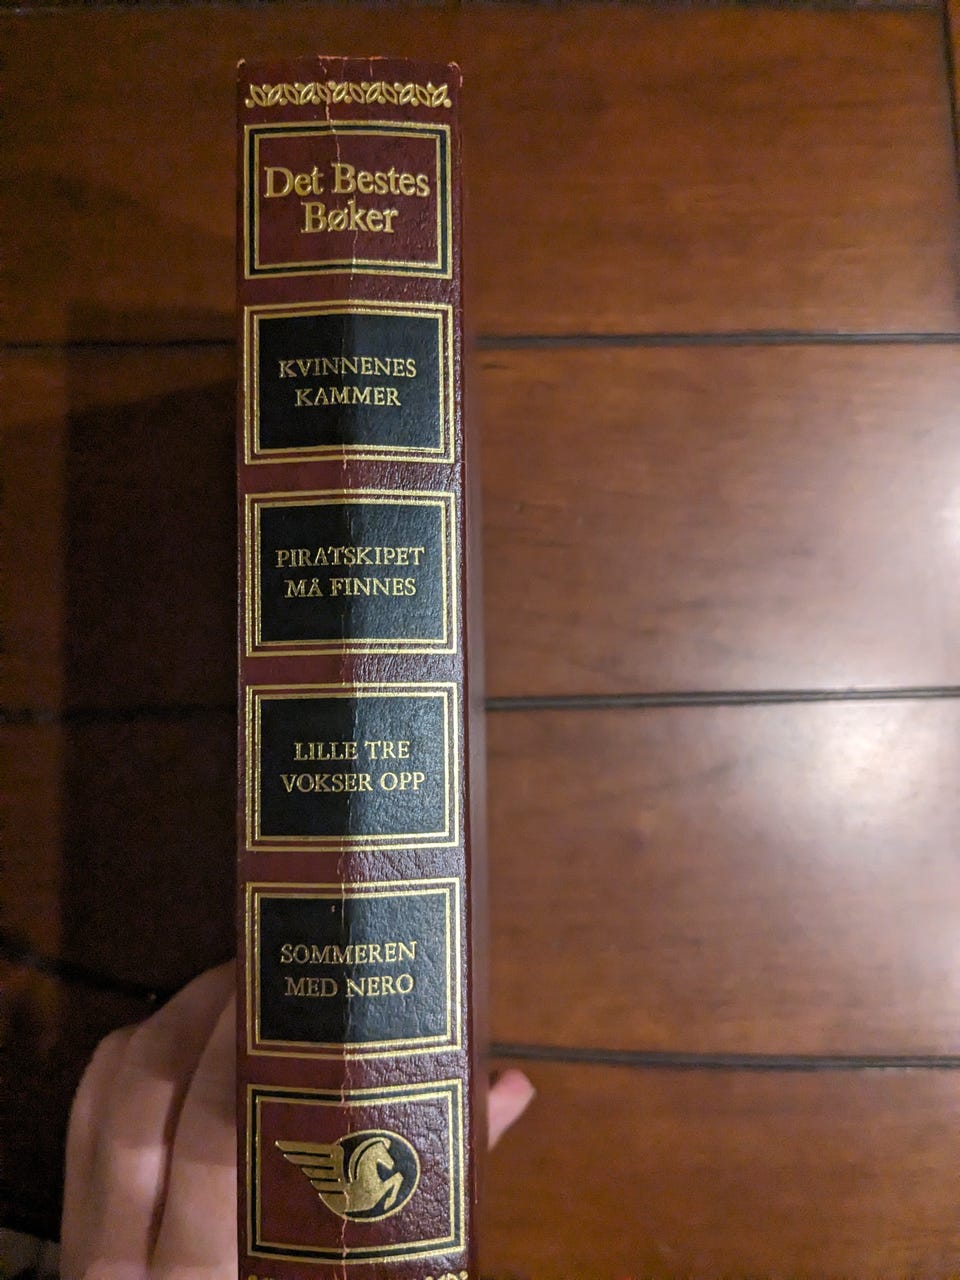 Det Bestes
Bøker
KVINNENES
KAMMER
PIRATSKIPET
MÅ FINNES
LILLE TRE
VOKSER OPP
SOMMEREN
MED NERO